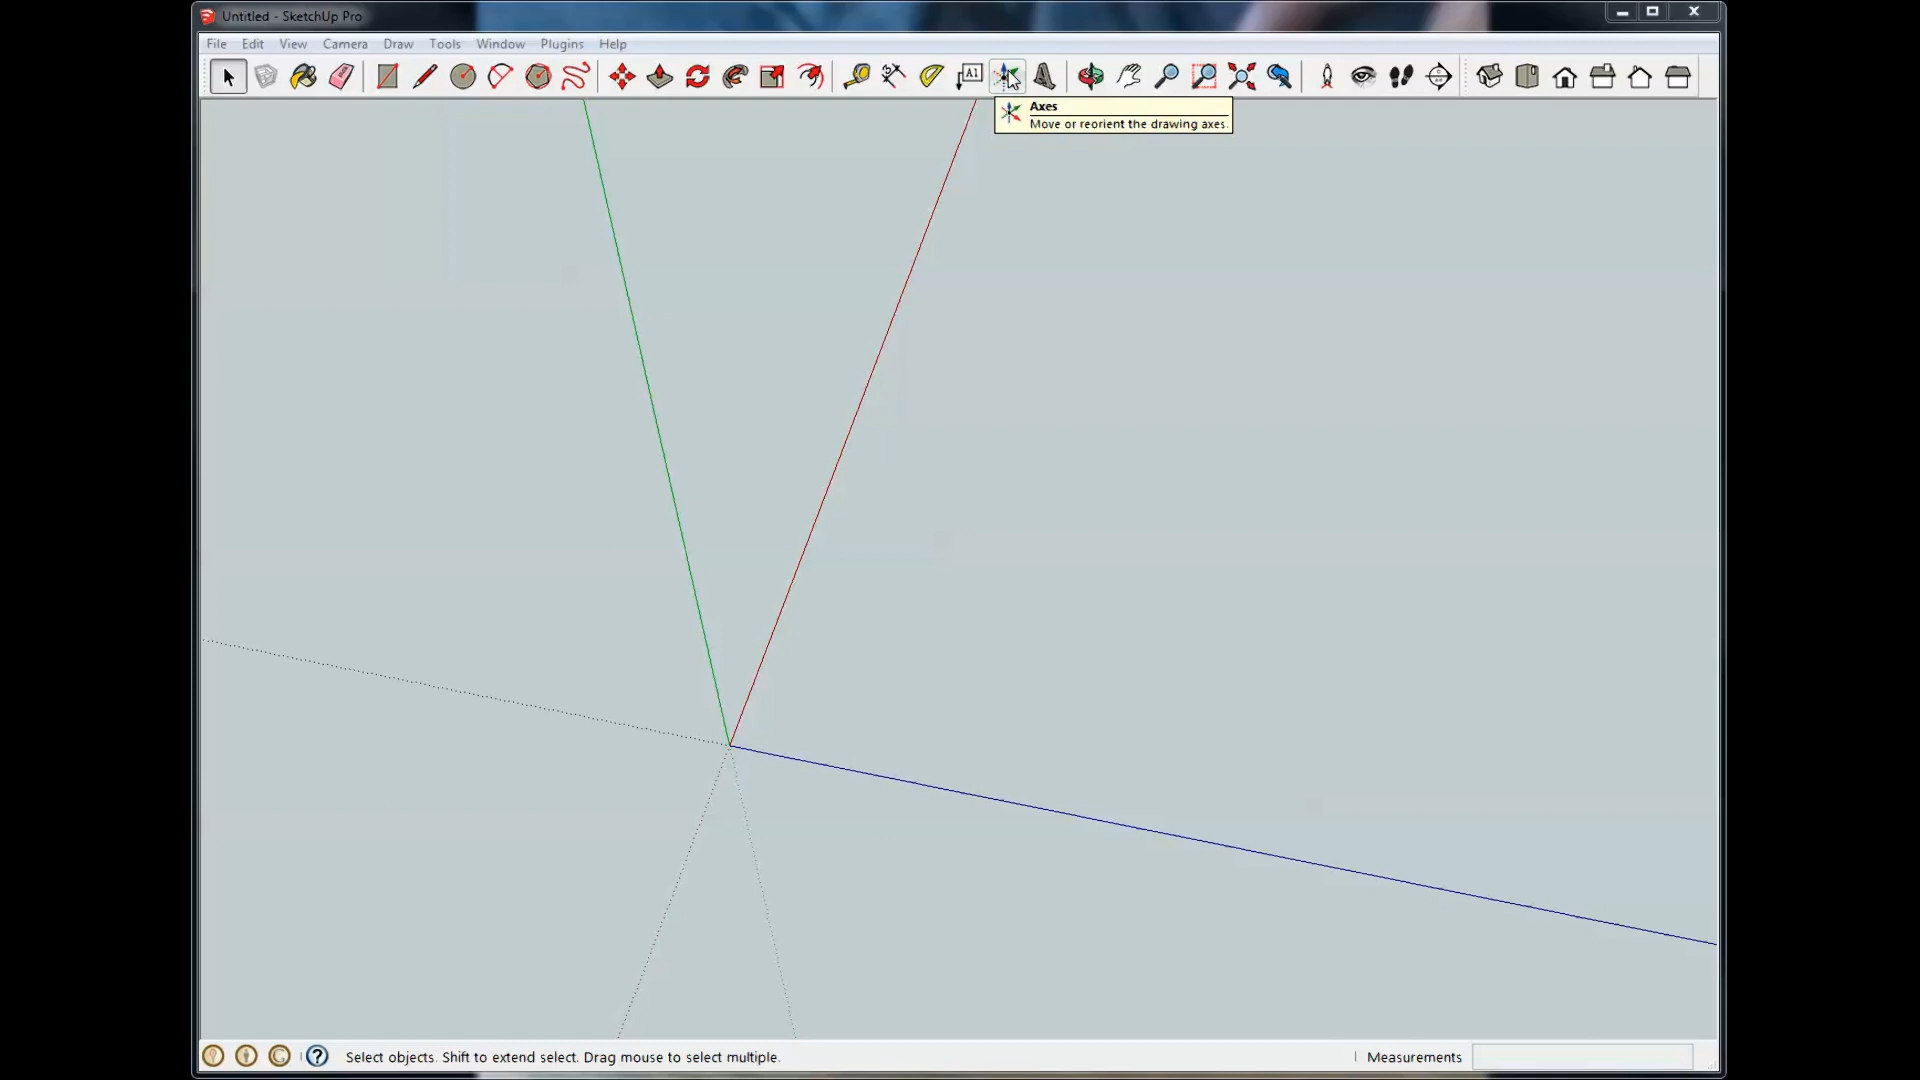 Untitled - SketchUp Pro
File Edit View Camera Draw Tools Window Plugins Help
A1
Axes
Move or reorient the drawing axes.
Select objects. Shift to extend select. Drag mouse to select multiple.
Measurements